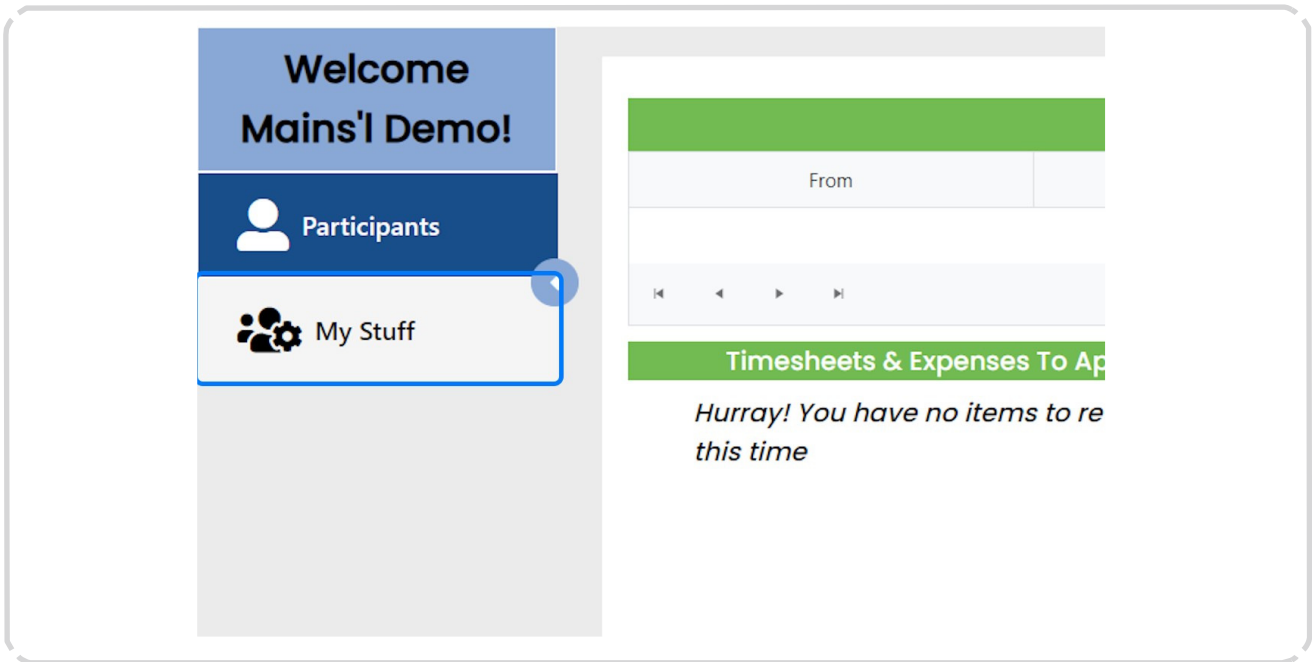 Welcome
Mains'l Demo!
Participants
My Stuff
From
Timesheets & Expenses To Ap
Hurray! You have no items to re
this time